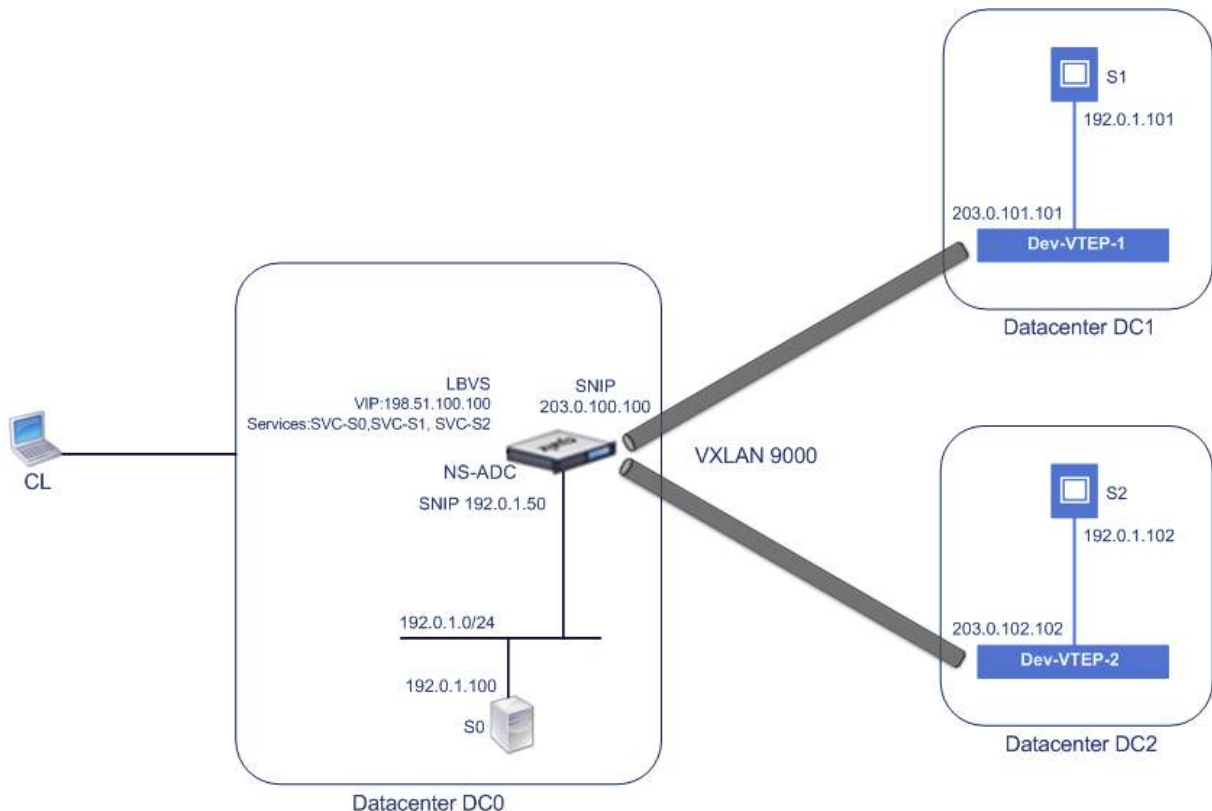 S1
192.0.1.101
203.0.101.101
Dev-VTEP-1
Datacenter DC1
LBVS
VIP:198.51.100.100
Services:SVC-S0,SVC-S1, SVC-S2
SNIP
203.0.100.100
CL
NS-ADC
SNIP 192.0.1.50
VXLAN 9000
S2
192.0.1.102
203.0.102.102
Dev-VTEP-2
Datacenter DC2
192.0.1.0/24
192.0.1.100
S0
Datacenter DC0